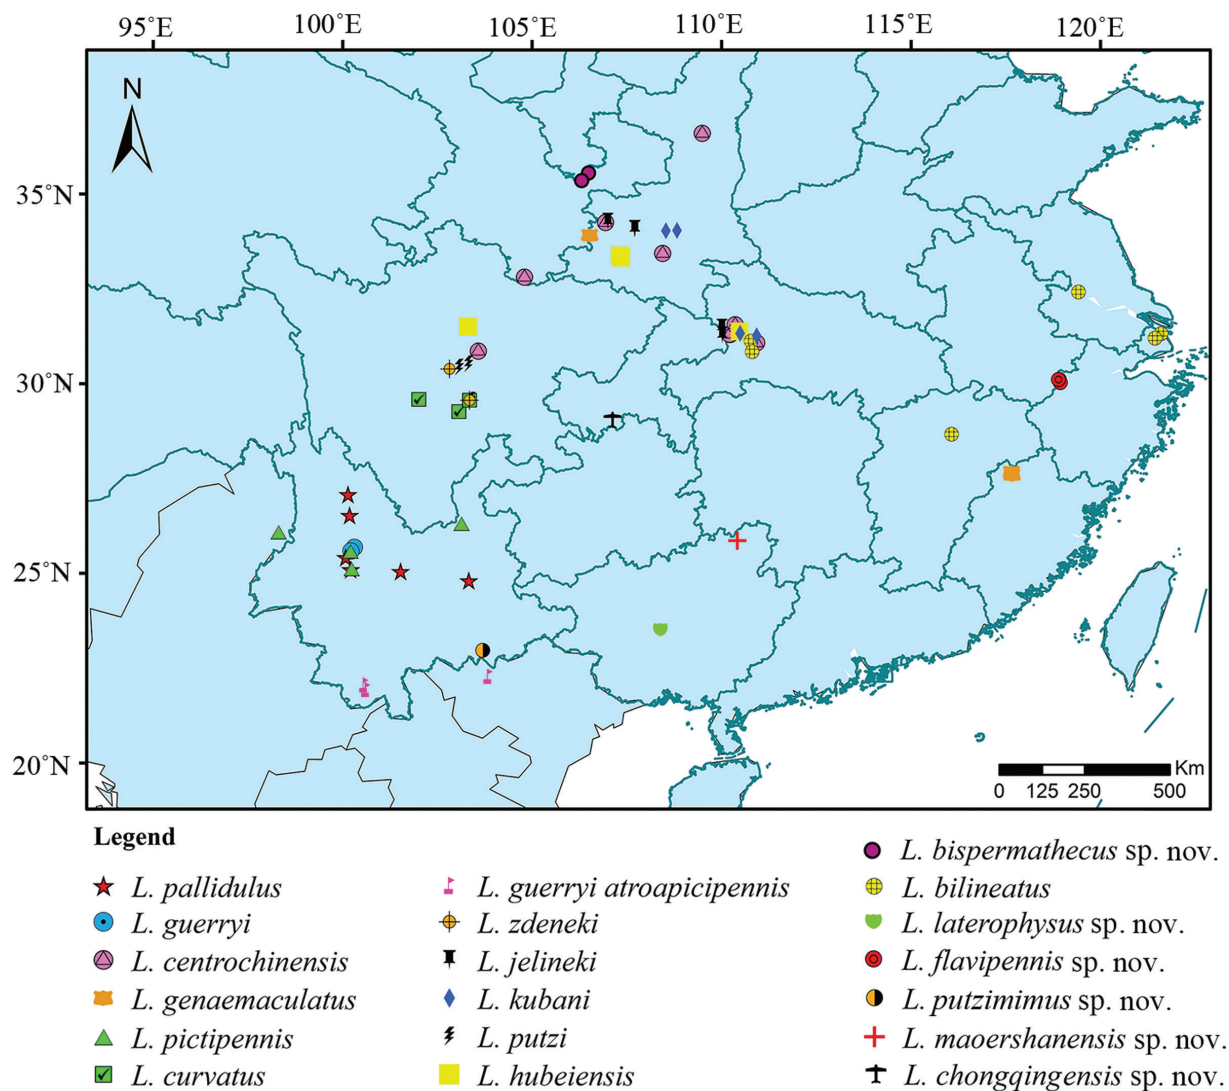 95°E 100°E 105°E 110°E 115°E 120°E
N
35°N
30°N
25°N
20°N
Km
0 125 250 500
Legend
L. pallidulus
L. guerryi
L. centrochinensis
L. genaemaculatus
L. pictipennis
L. curvatus
L. guerryi atroapicipennis
L. zdeneki
L. jelineki
L. kubani
L. putzi
L. hubeiensis
L. bispermathecus sp. nov.
L. bilineatus
L. laterophysus sp. nov.
L. flavipennis sp. nov.
L. putzimimus sp. nov.
L. maoershanensis sp. nov.
L. chongqingensis sp. nov.